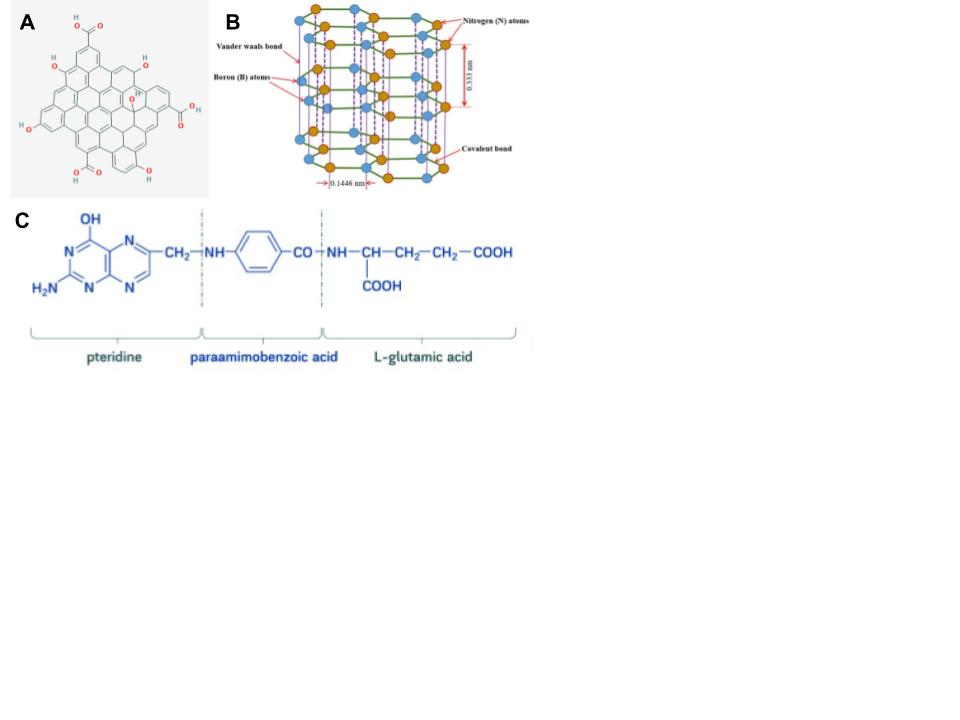 A
H
O
O
H
O
H
O
H
O
O
H
O
H
O
O
O
H
O
H
B
Nitrogen (N) atoms
Vander waals bond
Boron (B) atoms
0.333 nm
Covalent bond
0.1446 nm
C
OH
N
N
CH₂
NH
CO
NH
CH
CH₂
CH₂
COOH
H₂N
N
N
COOH
pteridine
paraamimobenzoic acid
L-glutamic acid